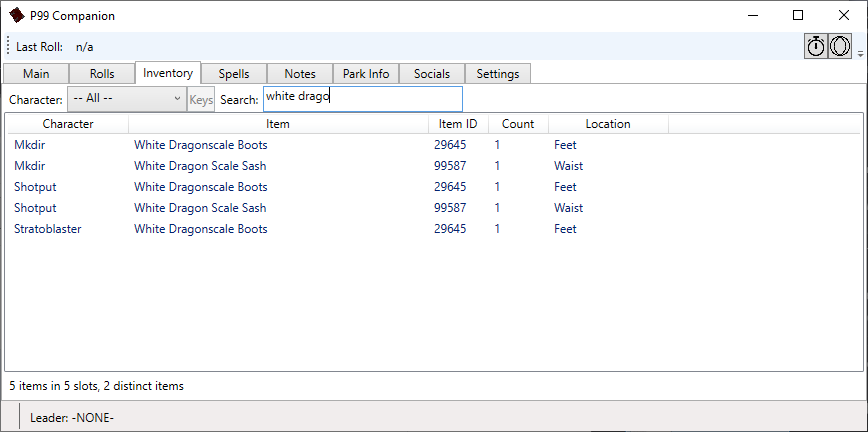 P99 Companion
Last Roll: n/a
Main Rolls Inventory Spells Notes Park Info Socials Settings
Character: -- All -- Keys Search: white drago
Character Item Item ID Count Location
Mkdir White Dragonscale Boots 29645 1 Feet
Mkdir White Dragon Scale Sash 99587 1 Waist
Shotput White Dragonscale Boots 29645 1 Feet
Shotput White Dragon Scale Sash 99587 1 Waist
Stratoblaster White Dragonscale Boots 29645 1 Feet
5 items in 5 slots, 2 distinct items
Leader: -NONE-